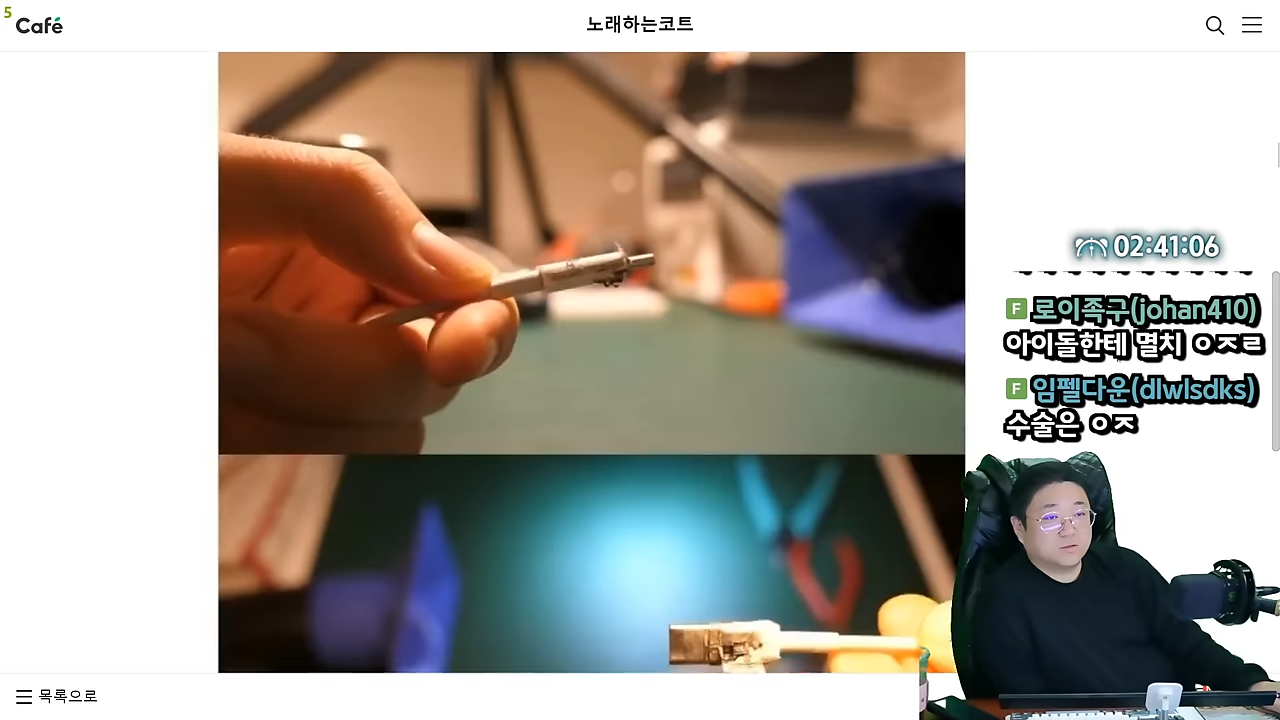 5
Café
노래하는코트
02:41:06
F 로이족구(johan410)
아이돌한테 멸치 ㅇㅈㄹ
F 임펠다운(dlwlsdks)
수술은 ㅇㅈ
목록으로